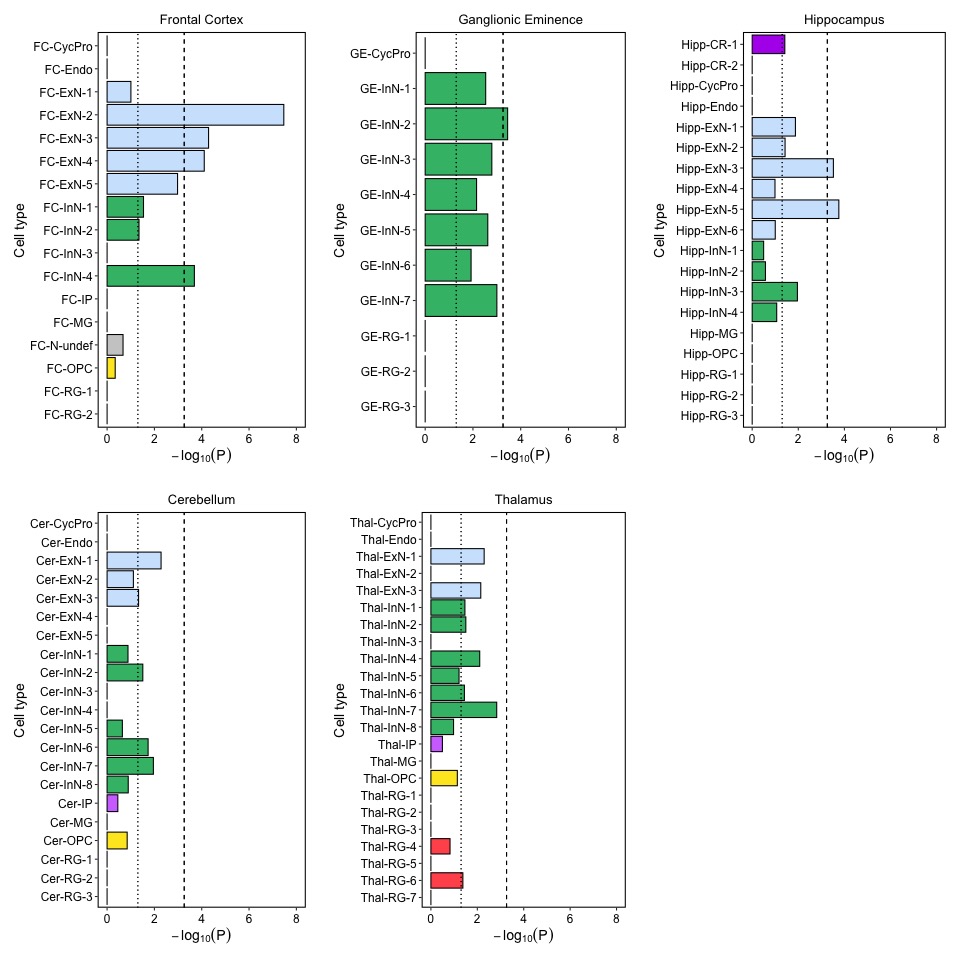 Frontal Cortex
Cell type
FC-CycPro
FC-Endo
FC-ExN-1
FC-ExN-2
FC-ExN-3
FC-ExN-4
FC-ExN-5
FC-InN-1
FC-InN-2
FC-InN-3
FC-InN-4
FC-IP
FC-MG
FC-N-undef
FC-OPC
FC-RG-1
FC-RG-2
0 2 4 6 8
−log₁₀(P)
Ganglionic Eminence
Cell type
GE-CycPro
GE-InN-1
GE-InN-2
GE-InN-3
GE-InN-4
GE-InN-5
GE-InN-6
GE-InN-7
GE-RG-1
GE-RG-2
GE-RG-3
0 2 4 6 8
−log₁₀(P)
Hippocampus
Cell type
Hipp-CR-1
Hipp-CR-2
Hipp-CycPro
Hipp-Endo
Hipp-ExN-1
Hipp-ExN-2
Hipp-ExN-3
Hipp-ExN-4
Hipp-ExN-5
Hipp-ExN-6
Hipp-InN-1
Hipp-InN-2
Hipp-InN-3
Hipp-InN-4
Hipp-MG
Hipp-OPC
Hipp-RG-1
Hipp-RG-2
Hipp-RG-3
0 2 4 6 8
−log₁₀(P)
Cerebellum
Cell type
Cer-CycPro
Cer-Endo
Cer-ExN-1
Cer-ExN-2
Cer-ExN-3
Cer-ExN-4
Cer-ExN-5
Cer-InN-1
Cer-InN-2
Cer-InN-3
Cer-InN-4
Cer-InN-5
Cer-InN-6
Cer-InN-7
Cer-InN-8
Cer-IP
Cer-MG
Cer-OPC
Cer-RG-1
Cer-RG-2
Cer-RG-3
0 2 4 6 8
−log₁₀(P)
Thalamus
Cell type
Thal-CycPro
Thal-Endo
Thal-ExN-1
Thal-ExN-2
Thal-ExN-3
Thal-InN-1
Thal-InN-2
Thal-InN-3
Thal-InN-4
Thal-InN-5
Thal-InN-6
Thal-InN-7
Thal-InN-8
Thal-IP
Thal-MG
Thal-OPC
Thal-RG-1
Thal-RG-2
Thal-RG-3
Thal-RG-4
Thal-RG-5
Thal-RG-6
Thal-RG-7
0 2 4 6 8
−log₁₀(P)